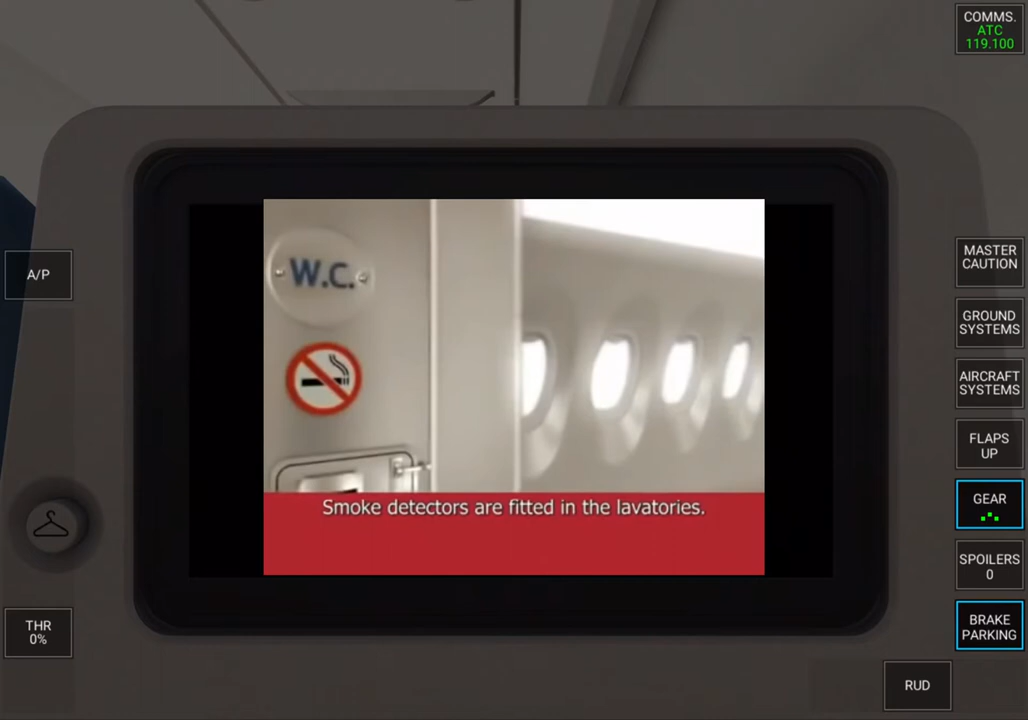 COMMS.
ATC
119.100
W.C.
A/P
MASTER
CAUTION
GROUND
SYSTEMS
AIRCRAFT
SYSTEMS
FLAPS
UP
GEAR
Smoke detectors are fitted in the lavatories.
SPOILERS
0
THR
0%
BRAKE
PARKING
RUD